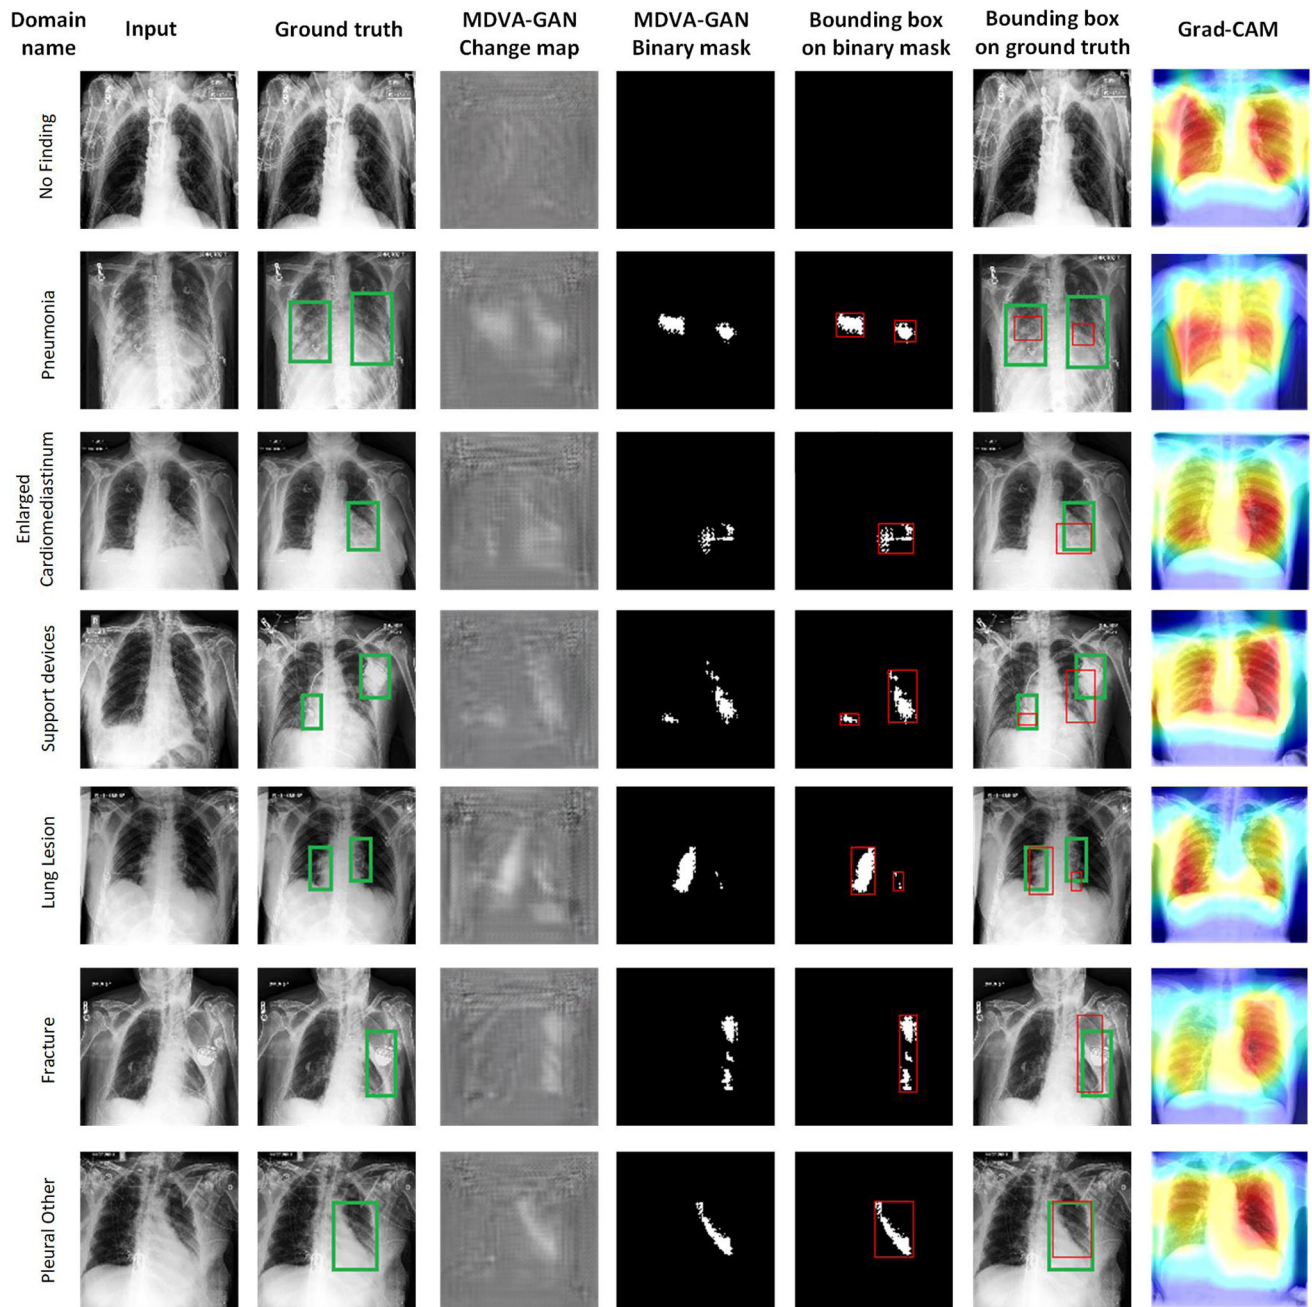 Domain name
Input
Ground truth
MDVA-GAN Change map
MDVA-GAN Binary mask
Bounding box on binary mask
Bounding box on ground truth
Grad-CAM
No Finding
Pneumonia
Enlarged Cardiomediastinum
Support devices
Lung Lesion
Fracture
Pleural Other